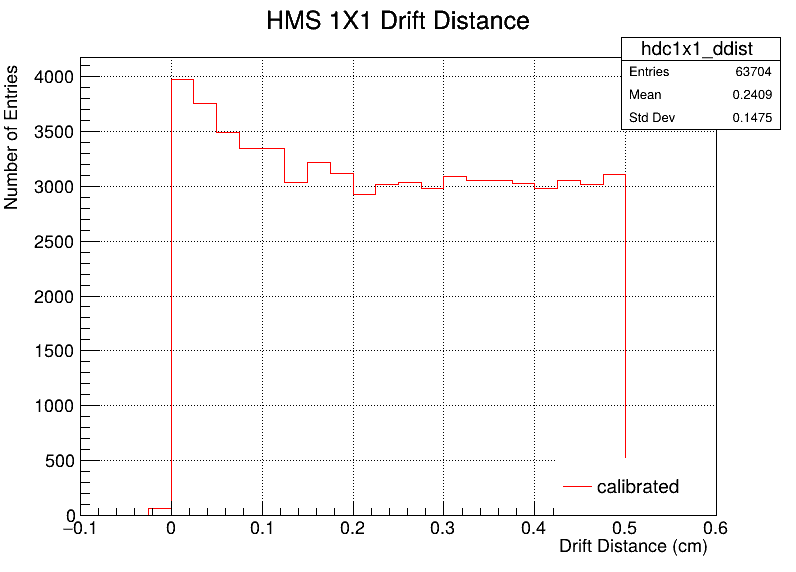 HMS 1X1 Drift Distance
hdc1x1_ddist
Entries 63704
Mean 0.2409
Std Dev 0.1475
Number of Entries
4000
3500
3000
2500
2000
1500
1000
500
0
calibrated
−0.1 0 0.1 0.2 0.3 0.4 0.5 0.6
Drift Distance (cm)